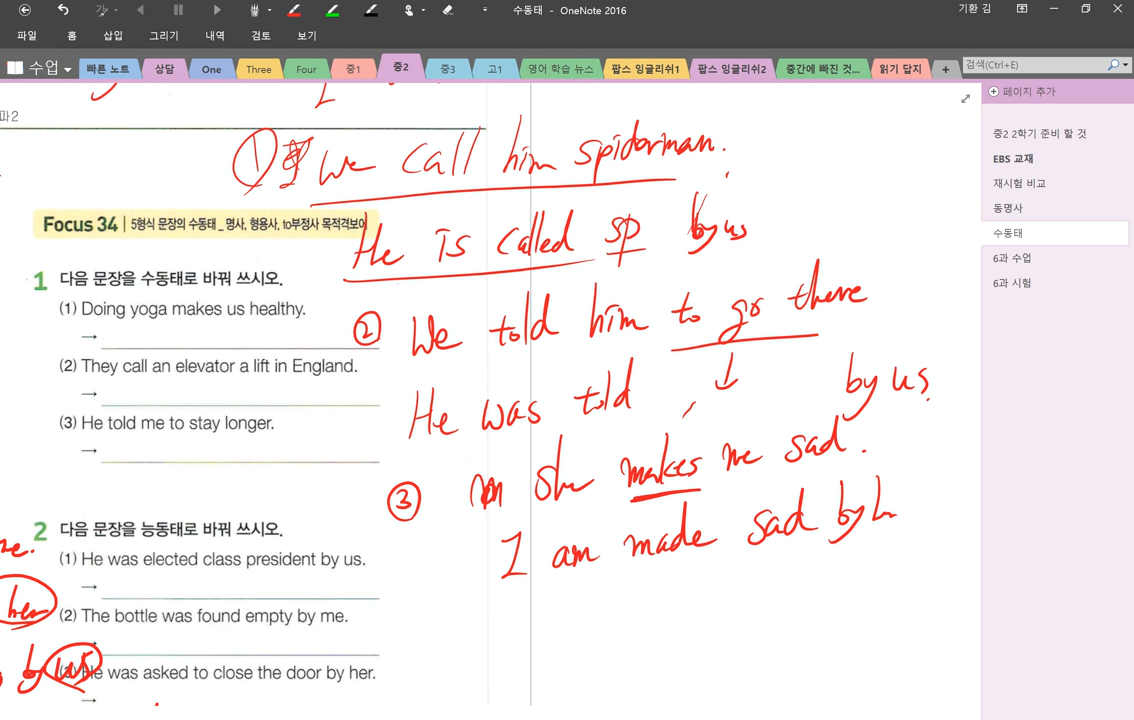 수동태 - OneNote 2016
기환 김
파일 홈 삽입 그리기 내역 검토 보기
수업 빠른 노트 상담 One Three Four 중1 중2 중3 고1 영어 학습 뉴스 팝스 잉글리쉬1 팝스 잉글리쉬2 중간에 빠진 것... 읽기 답지 + 검색(Ctrl+E)
페이지 추가
중2 2학기 준비 할 것
EBS 교재
재시험 비교
동명사
수동태
6과 수업
6과 시험
파2
① we call him spiderman.
Focus 34 | 5형식 문장의 수동태 _ 명사, 형용사, to부정사 목적격보어
He is called sp by us
1 다음 문장을 수동태로 바꿔 쓰시오.
(1) Doing yoga makes us healthy.
→
② We told him to go there
(2) They call an elevator a lift in England.
→
He was told ↓ by us.
(3) He told me to stay longer.
→
③ She makes me sad.
I am made sad by h
2 다음 문장을 능동태로 바꿔 쓰시오.
(1) He was elected class president by us.
→
her
(2) The bottle was found empty by me.
→
by us
(3) He was asked to close the door by her.
→